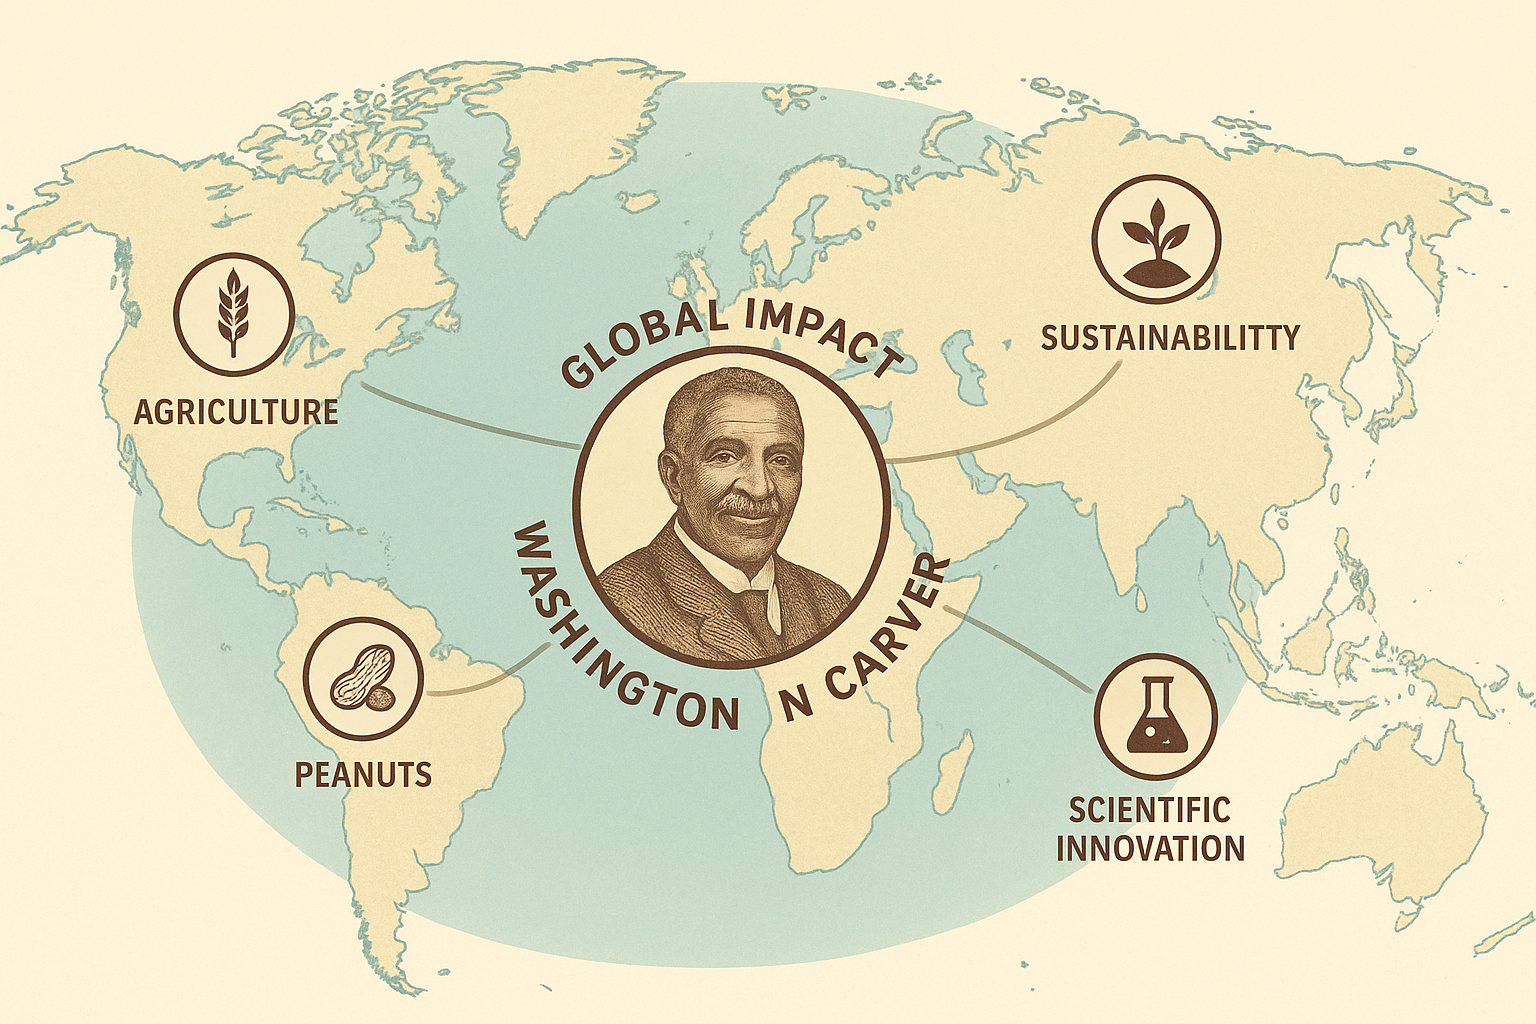 GLOBAL IMPACT
AGRICULTURE
SUSTAINABILITTY
WASHINGTON N CARVER
PEANUTS
SCIENTIFIC
INNOVATION